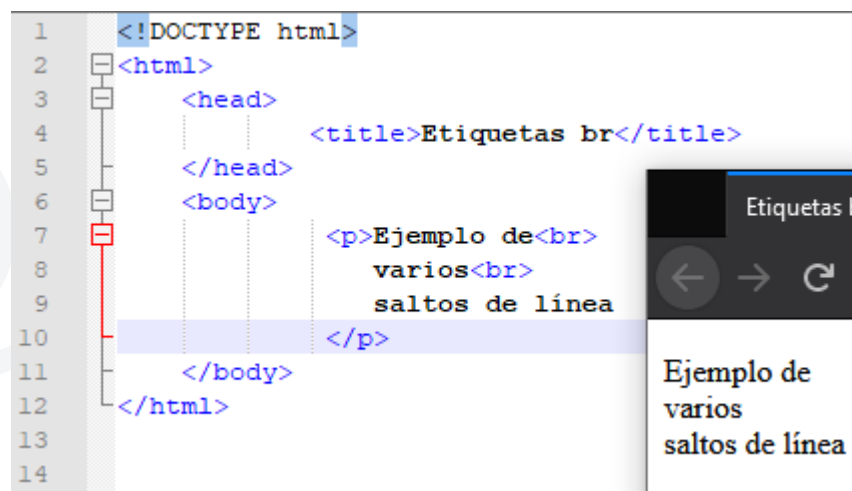 1 <!DOCTYPE html>
2 <html>
3 <head>
4 <title>Etiquetas br</title>
5 </head>
6 <body>
7 <p>Ejemplo de<br>
8 varios<br>
9 saltos de línea
10 </p>
11 </body>
12 </html>
13
14
Etiquetas
Ejemplo de
varios
saltos de línea